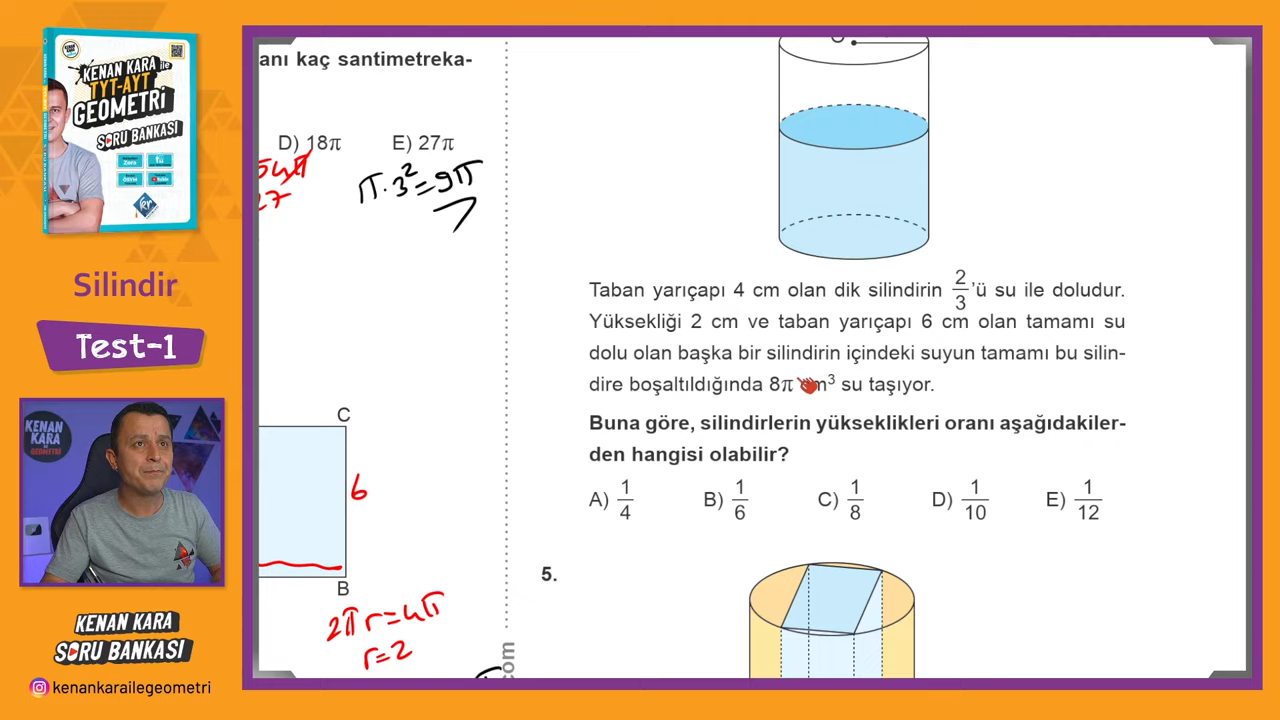 KENAN KARA ile
TYT-AYT
GEOMETRİ
SORU BANKASI
Silindir
Test-1
KENAN
KARA
GEOMETRİ
KENAN KARA
SORU BANKASI
kenankarailegeometri
anı kaç santimetreka-
D) 18π E) 27π
54π
27
π·3²=9π
C
6
B
2πr=4π
r=2
com
Taban yarıçapı 4 cm olan dik silindirin 2/3'ü su ile doludur.
Yüksekliği 2 cm ve taban yarıçapı 6 cm olan tamamı su
dolu olan başka bir silindirin içindeki suyun tamamı bu silin-
dire boşaltıldığında 8π cm³ su taşıyor.
Buna göre, silindirlerin yükseklikleri oranı aşağıdakiler-
den hangisi olabilir?
A) 1/4 B) 1/6 C) 1/8 D) 1/10 E) 1/12
5.